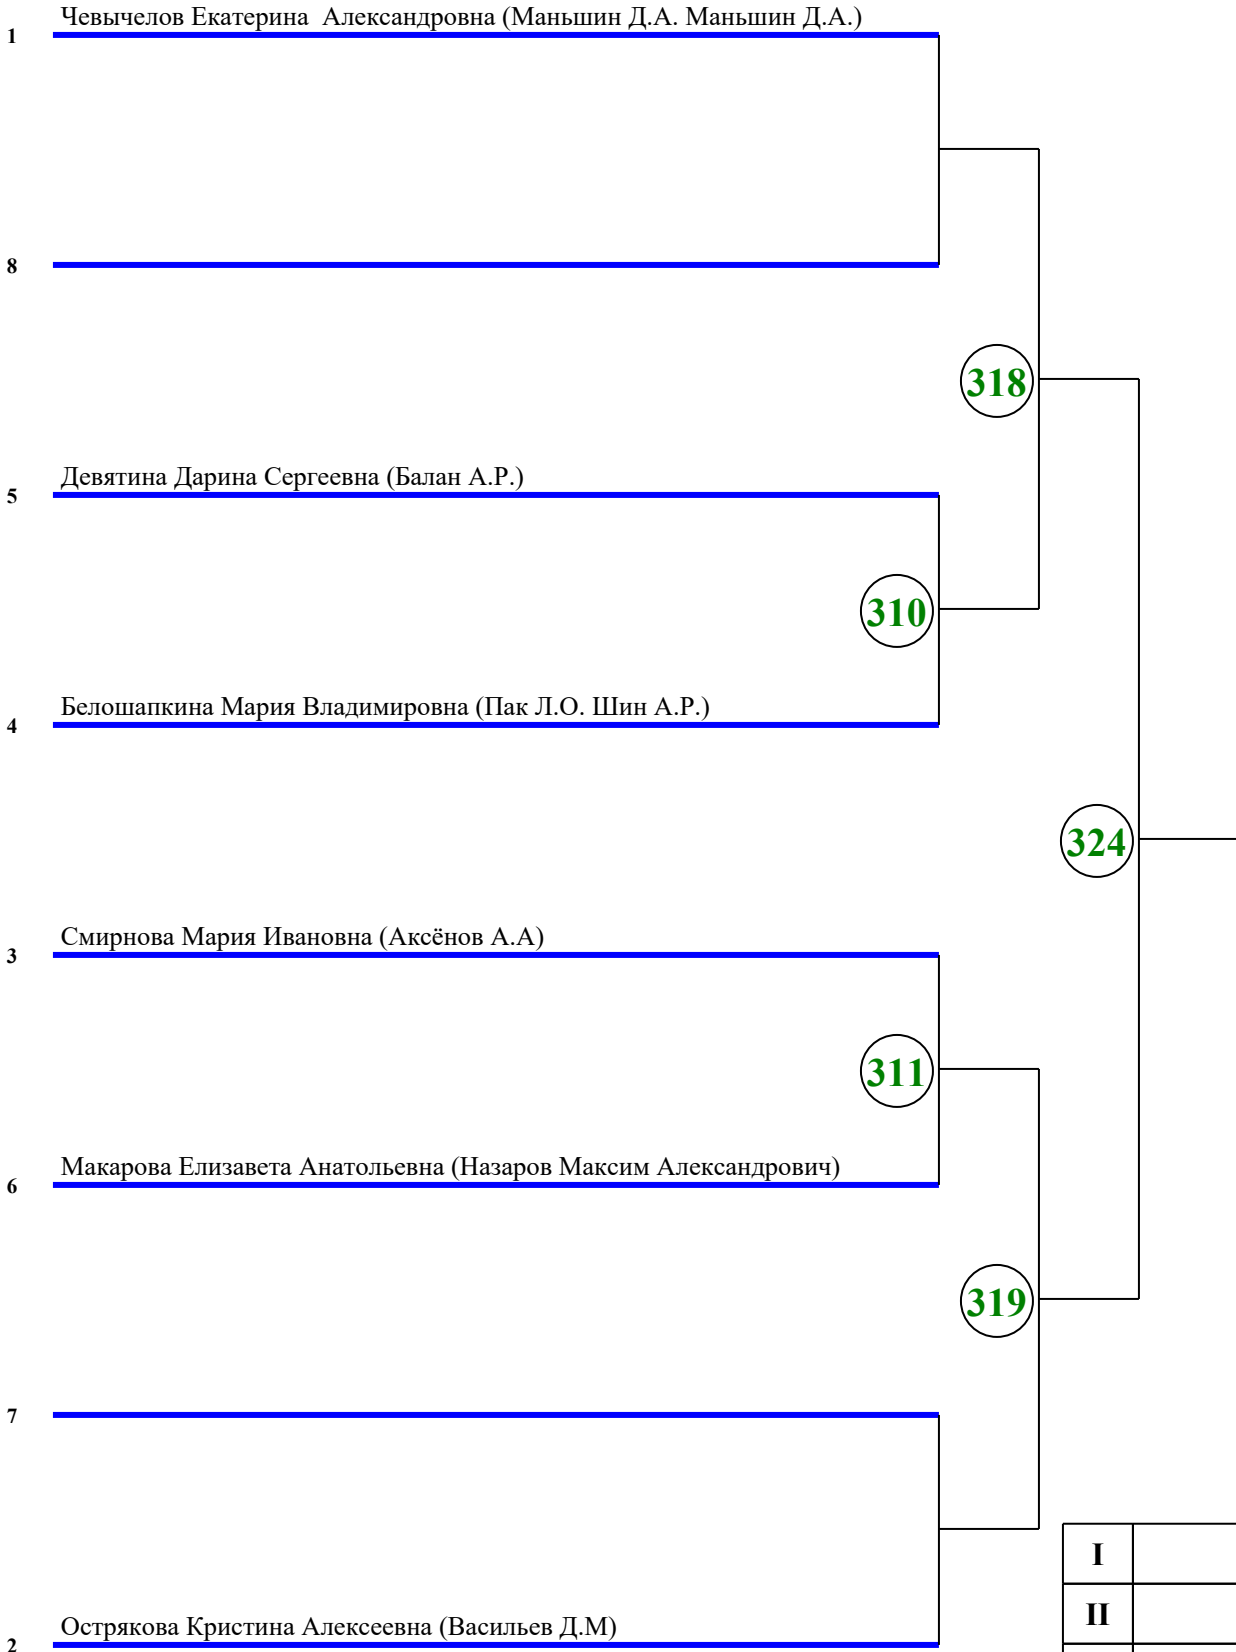 Чевычелов Екатерина  Александровна (Маньшин Д.А. Маньшин Д.А.)
1
8
318
Девятина Дарина Сергеевна (Балан А.Р.)
5
310
Белошапкина Мария Владимировна (Пак Л.О. Шин А.Р.)
4
324
Смирнова Мария Ивановна (Аксёнов А.А)
3
311
Макарова Елизавета Анатольевна (Назаров Максим Александрович)
6
319
7
I
II
Острякова Кристина Алексеевна (Васильев Д.М)
2